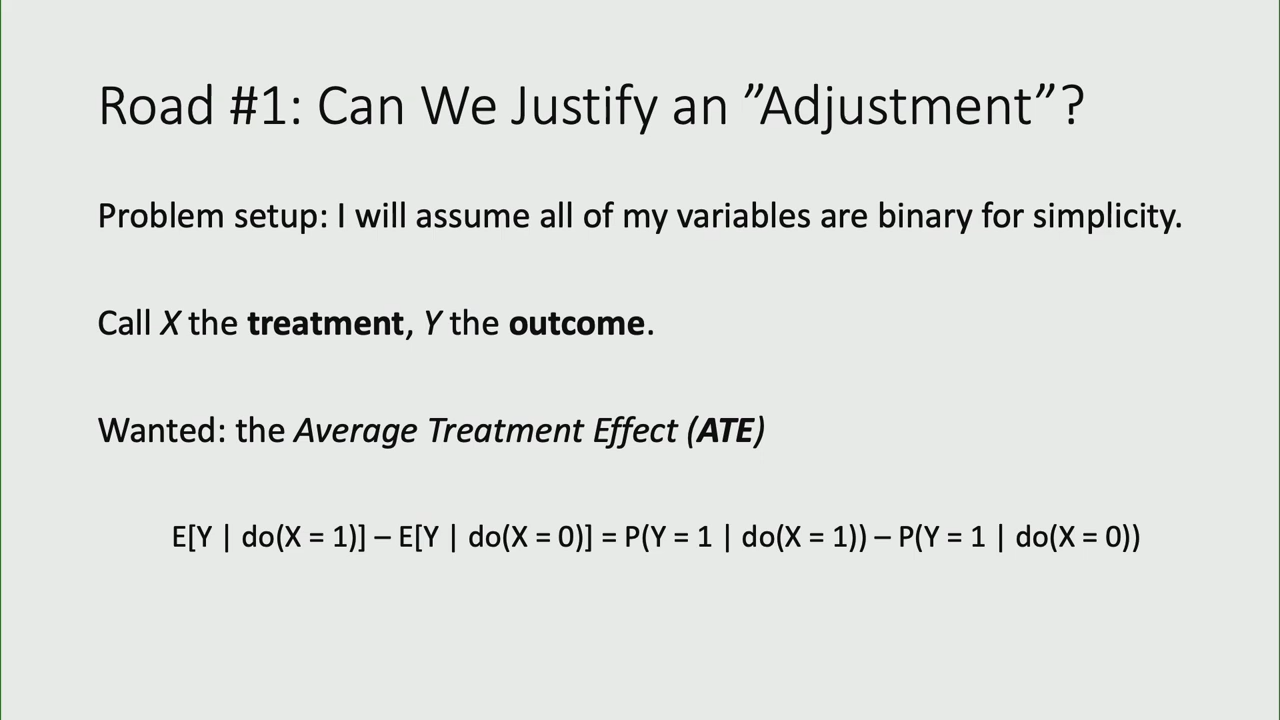 Road #1: Can We Justify an ”Adjustment”?
Problem setup: I will assume all of my variables are binary for simplicity.
Call X the treatment, Y the outcome.
Wanted: the Average Treatment Effect (ATE)
E[Y | do(X = 1)] – E[Y | do(X = 0)] = P(Y = 1 | do(X = 1)) – P(Y = 1 | do(X = 0))